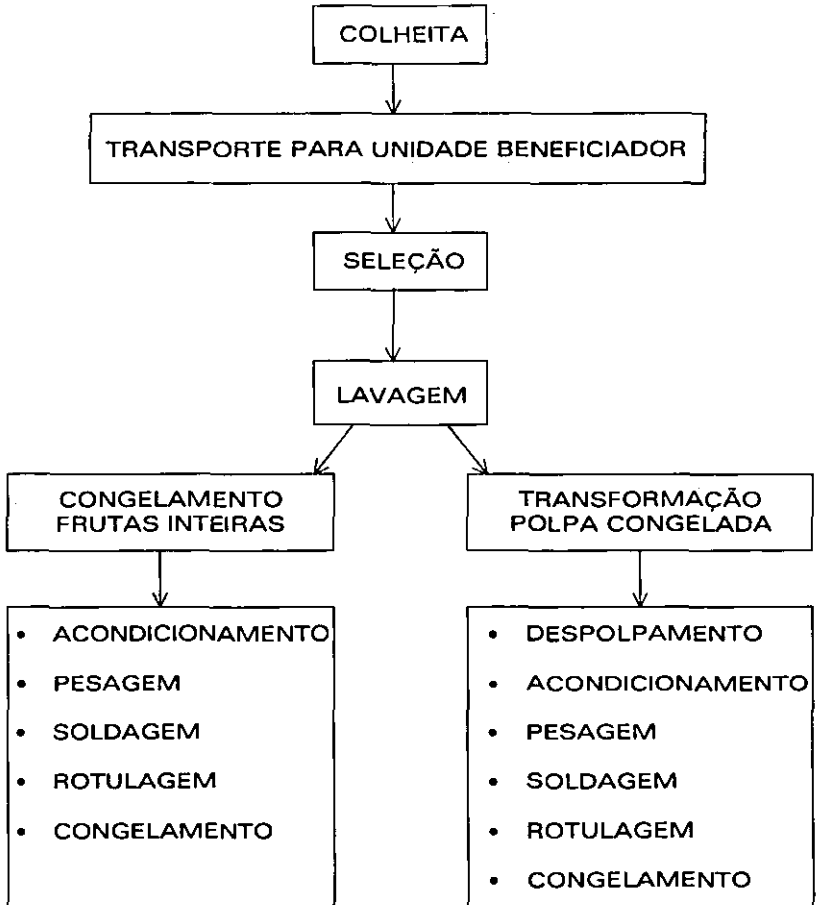 COLHEITA
TRANSPORTE PARA UNIDADE BENEFICIADOR
SELEÇÃO
LAVAGEM
CONGELAMENTO
FRUTAS INTEIRAS
• ACONDICIONAMENTO
• PESAGEM
• SOLDAGEM
• ROTULAGEM
• CONGELAMENTO
TRANSFORMAÇÃO
POLPA CONGELADA
• DESPOLPAMENTO
• ACONDICIONAMENTO
• PESAGEM
• SOLDAGEM
• ROTULAGEM
• CONGELAMENTO